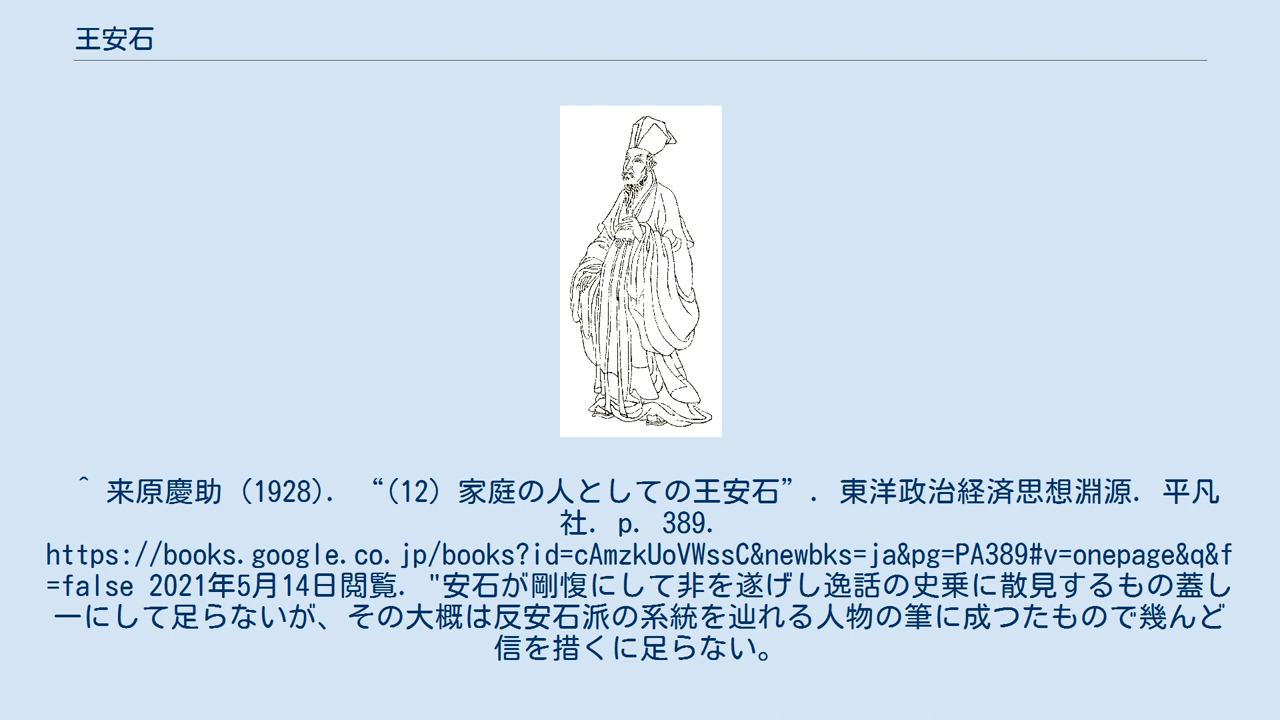 王安石
^ 来原慶助 (1928). “(12) 家庭の人としての王安石”. 東洋政治経済思想淵源. 平凡
社. p. 389.
https://books.google.co.jp/books?id=cAmzkUoVWssC&newbks=ja&pg=PA389#v=onepage&q&f
=false 2021年5月14日閲覧. "安石が剛愎にして非を遂げし逸話の史乗に散見するもの蓋し
一にして足らないが、その大概は反安石派の系統を辿れる人物の筆に成つたもので幾んど
信を措くに足らない。